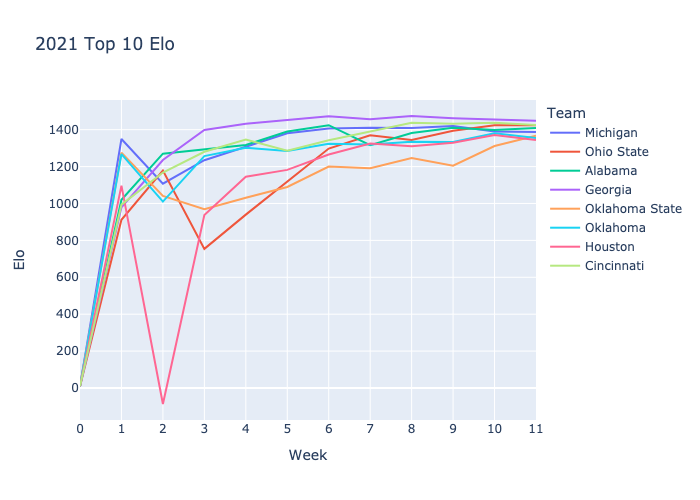 2021 Top 10 Elo
Team
Michigan
Ohio State
Alabama
Georgia
Oklahoma State
Oklahoma
Houston
Cincinnati
1400
1200
1000
800
600
400
200
0
Elo
0 1 2 3 4 5 6 7 8 9 10 11
Week